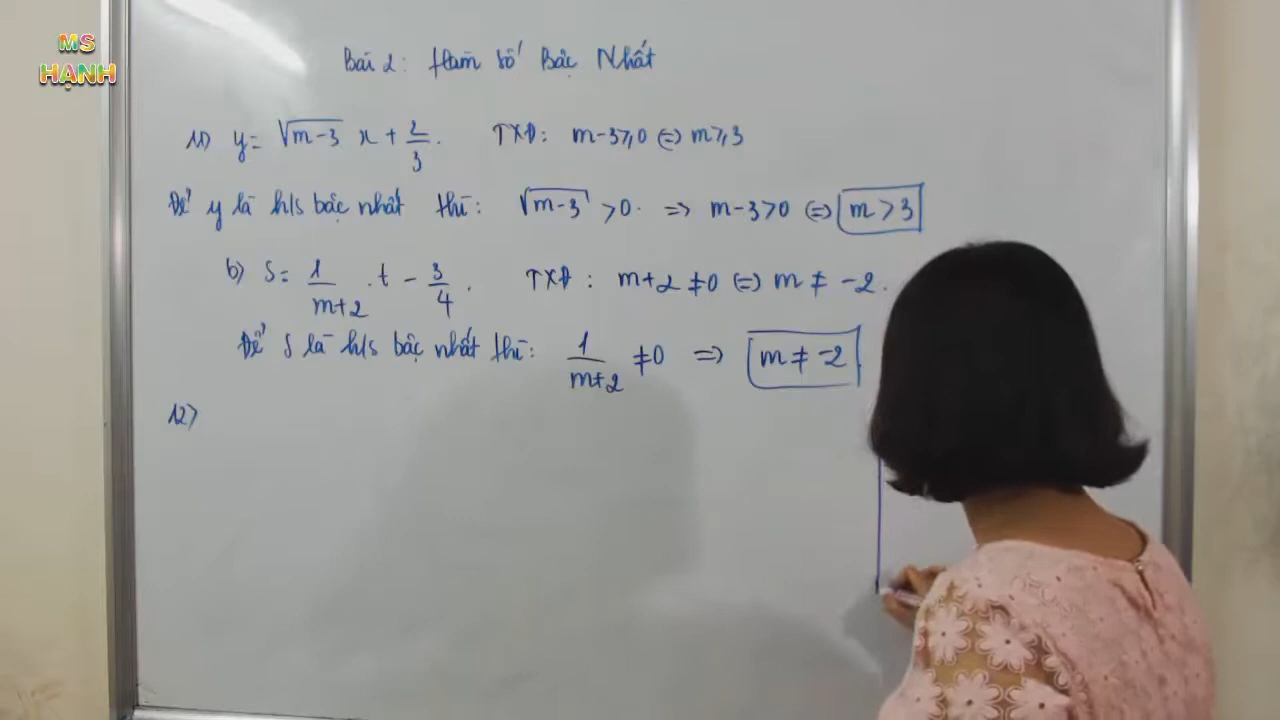 MS
HẠNH
Bài 2: Hàm số Bậc Nhất
11) y = √m-3 x + 2/3. TXĐ: m-3⩾0 ⇔ m⩾3
Để y là h/s bậc nhất thì: √m-3 >0. => m-3>0 ⇔ m>3
b) S = 1/m+2 .t - 3/4. TXĐ: m+2≠0 ⇔ m ≠ -2.
Để S là h/s bậc nhất thì: 1/m+2 ≠0 => m≠-2
12)